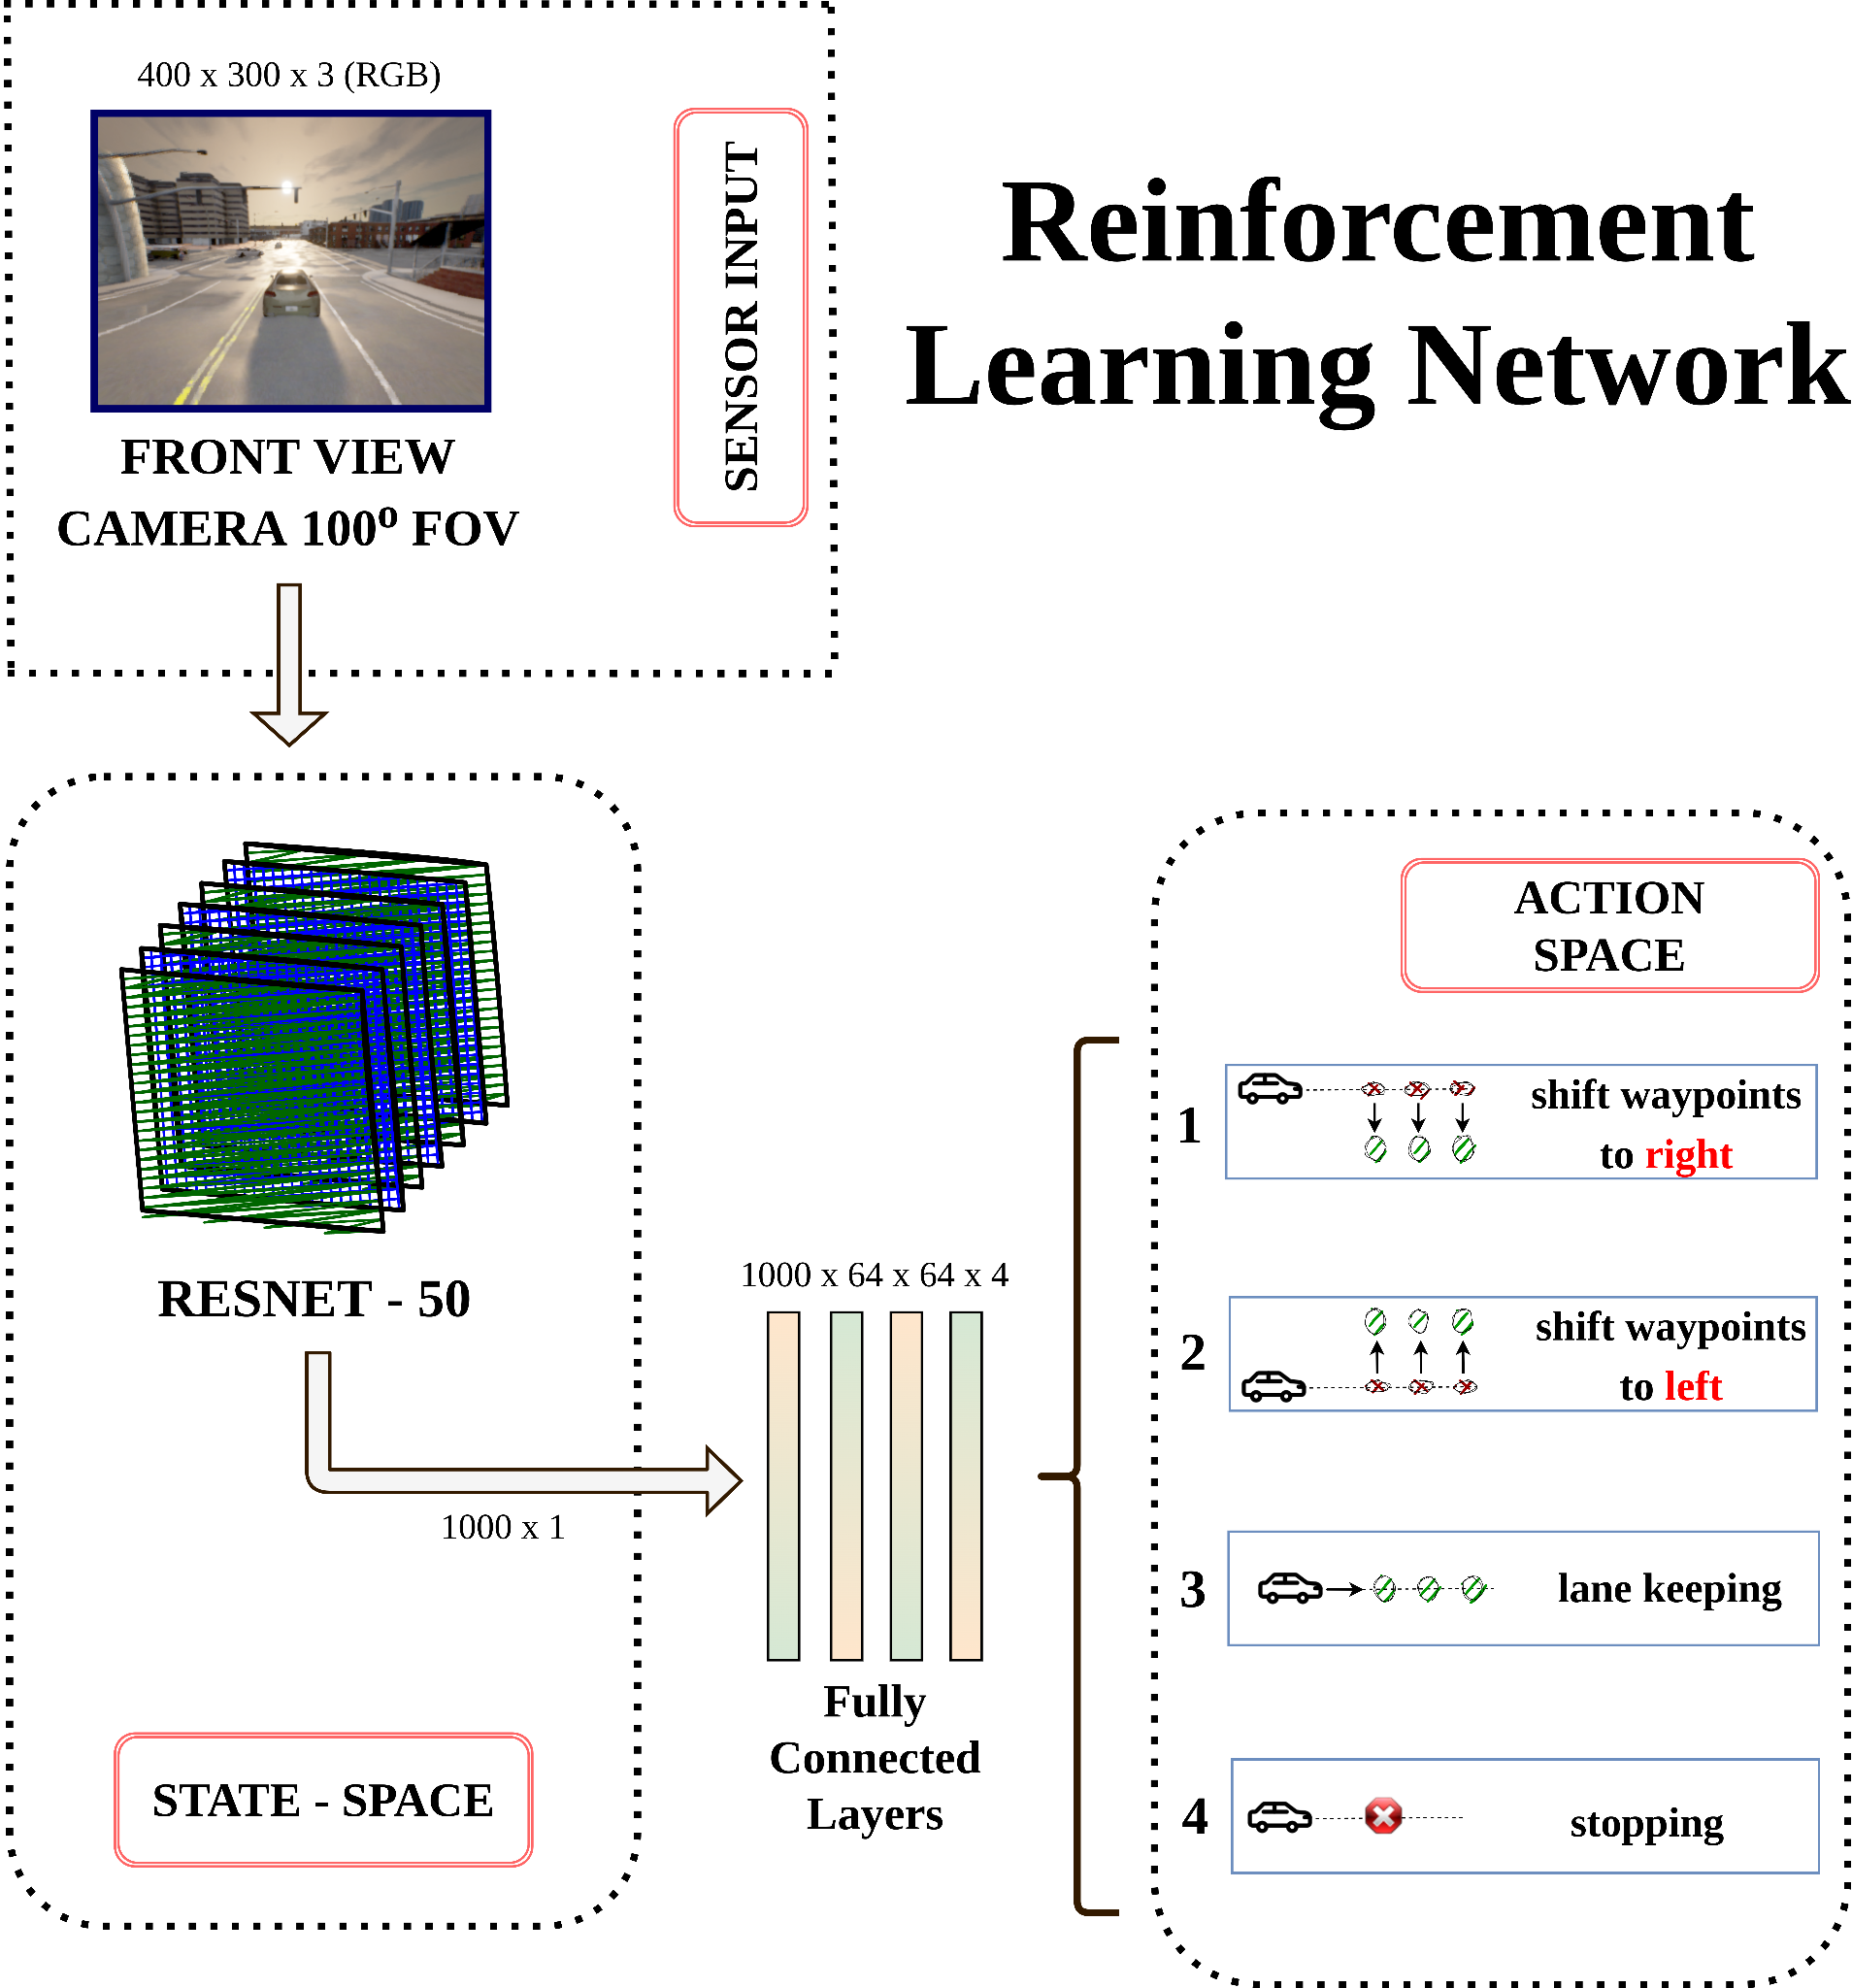 400 x 300 x 3 (RGB)
FRONT VIEW
CAMERA 100º FOV
SENSOR INPUT
Reinforcement
Learning Network
RESNET - 50
1000 x 1
STATE - SPACE
1000 x 64 x 64 x 4
Fully
Connected
Layers
ACTION
SPACE
1
shift waypoints
to right
2
shift waypoints
to left
3
lane keeping
4
stopping